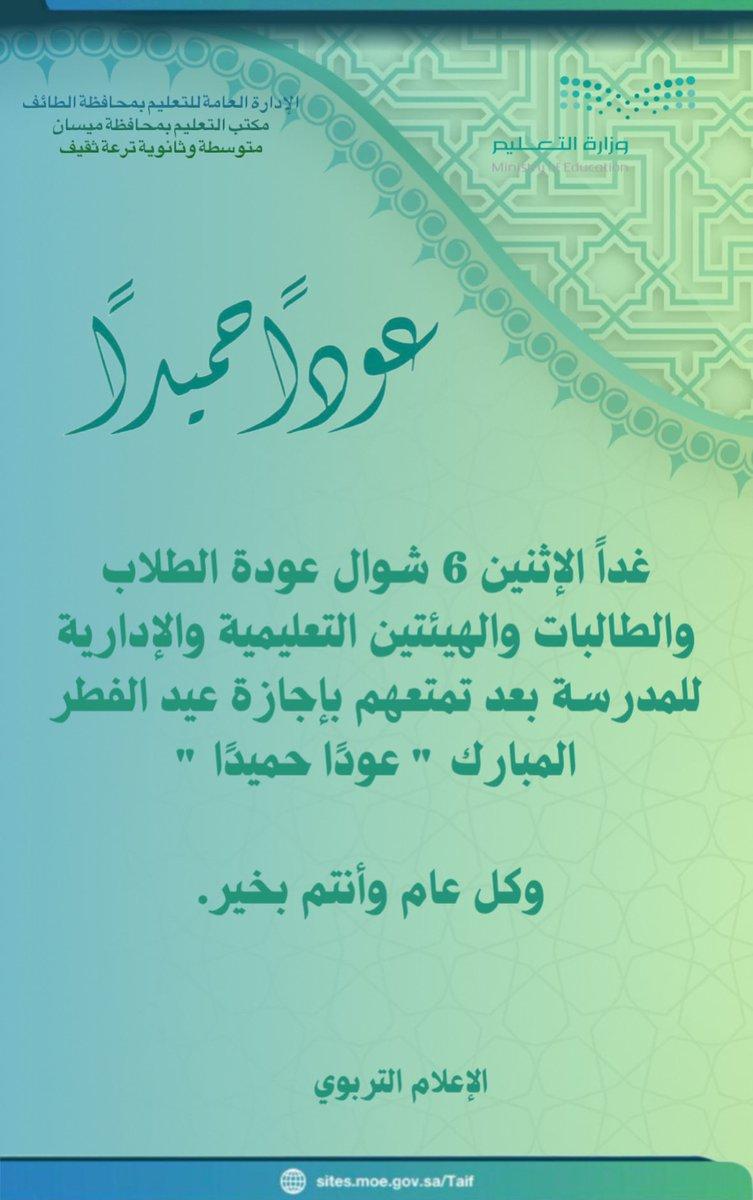 الإدارة العامة للتعليم بمحافظة الطائف
مكتب التعليم بمحافظة ميسان
متوسطة وثانوية ترعة ثقيف
وزارة التعليم
Ministry of Education
عودًا حميدًا
غداً الإثنين 6 شوال عودة الطلاب
والطالبات والهيئتين التعليمية والإدارية
للمدرسة بعد تمتعهم بإجازة عيد الفطر
المبارك " عودًا حميدًا "
وكل عام وأنتم بخير.
الإعلام التربوي
sites.moe.gov.sa/Taif